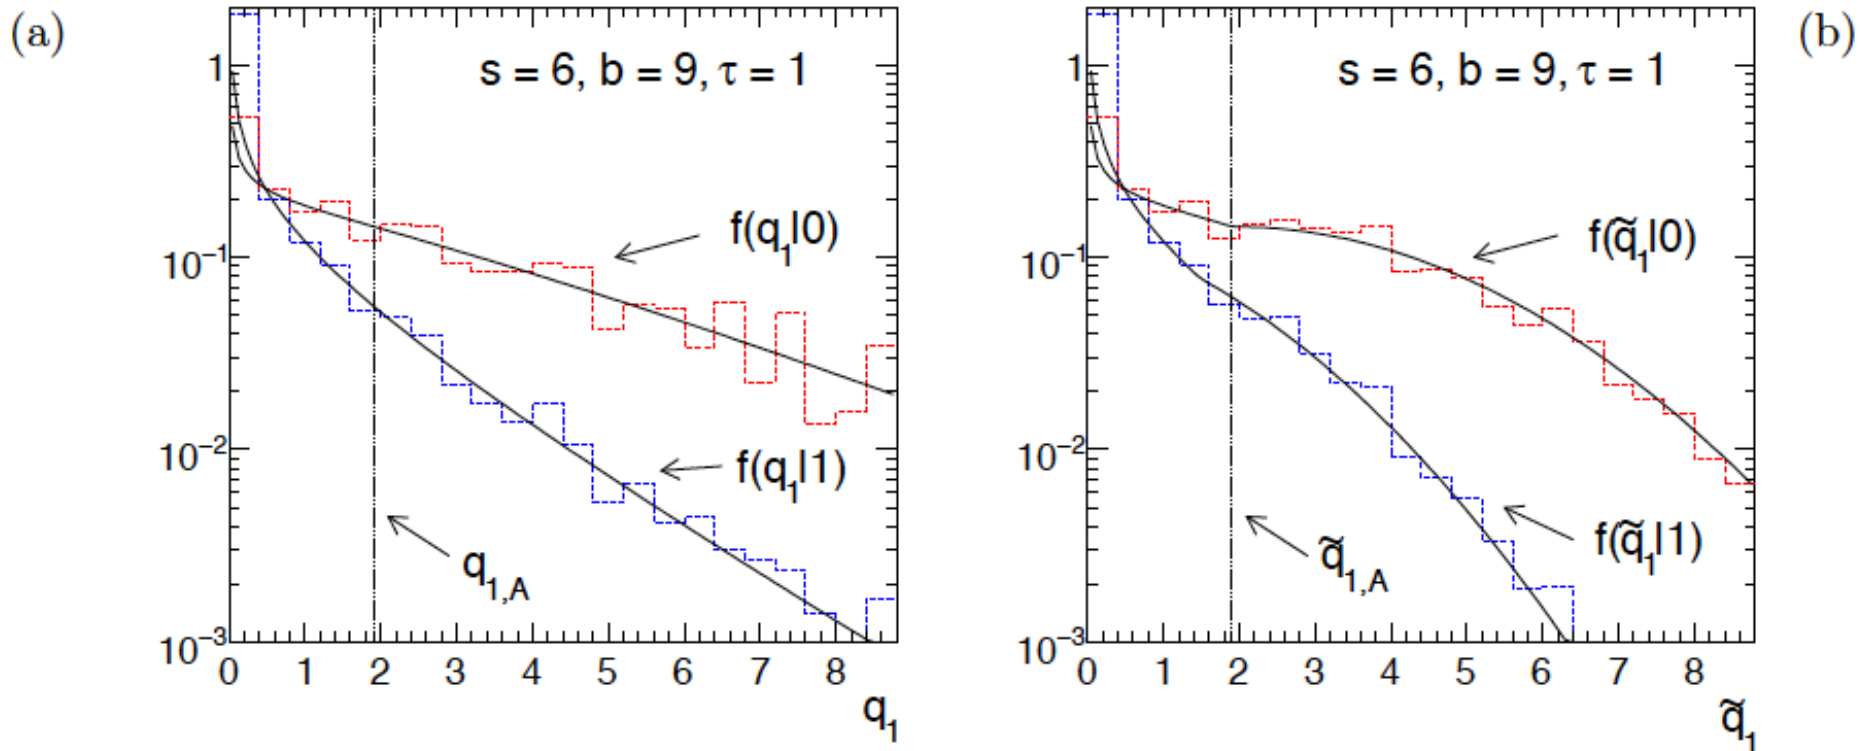 (a)
s = 6, b = 9, τ = 1
1
10⁻¹
10⁻²
10⁻³
f(q₁|0)
f(q₁|1)
q₁,A
0 1 2 3 4 5 6 7 8
q₁
(b)
s = 6, b = 9, τ = 1
1
10⁻¹
10⁻²
10⁻³
f(q̃₁|0)
f(q̃₁|1)
q̃₁,A
0 1 2 3 4 5 6 7 8
q̃₁